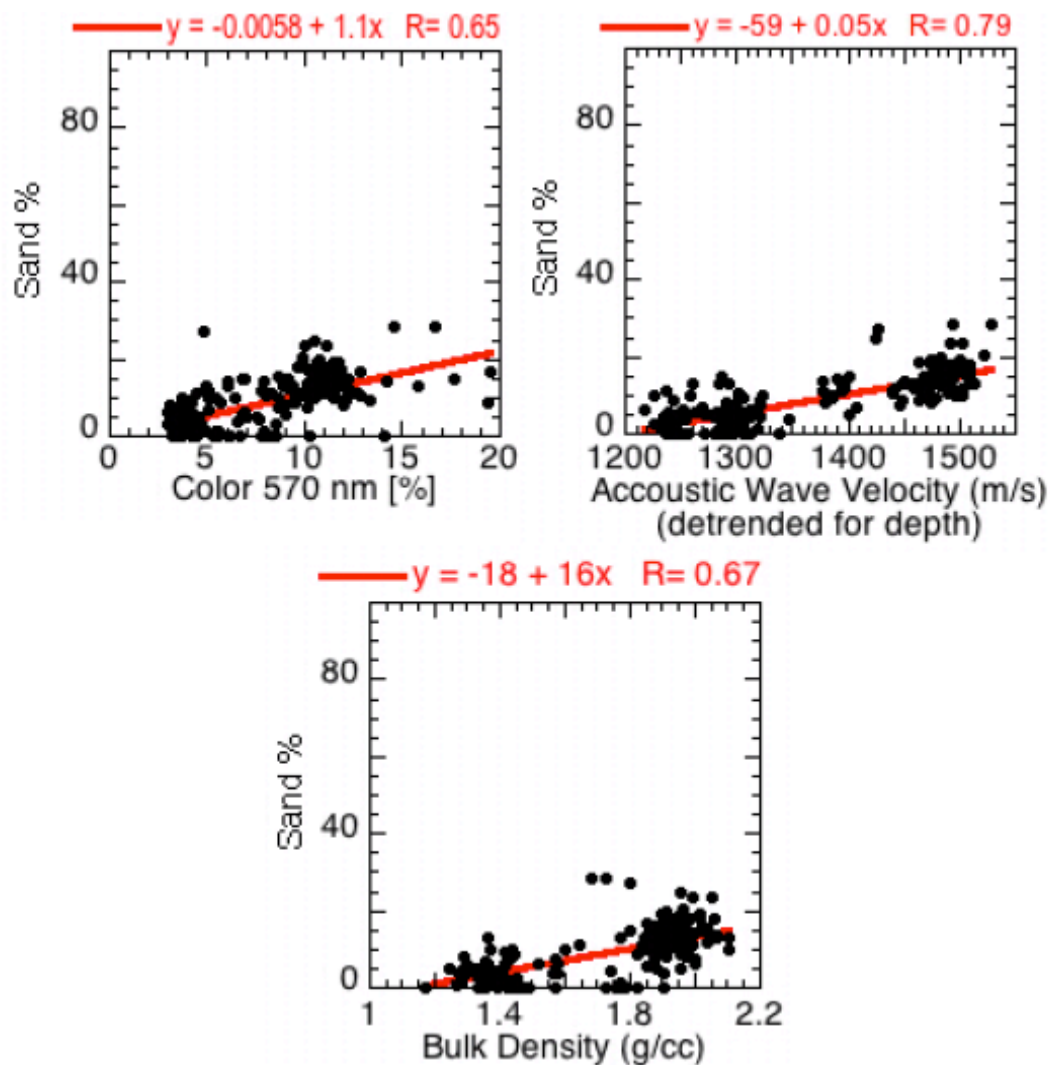 y = -0.0058 + 1.1x R= 0.65
80
40
0
Sand %
0 5 10 15 20
Color 570 nm [%]
y = -59 + 0.05x R= 0.79
80
40
0
Sand %
1200 1300 1400 1500
Accoustic Wave Velocity (m/s)
(detrended for depth)
y = -18 + 16x R= 0.67
80
40
0
Sand %
1 1.4 1.8 2.2
Bulk Density (g/cc)